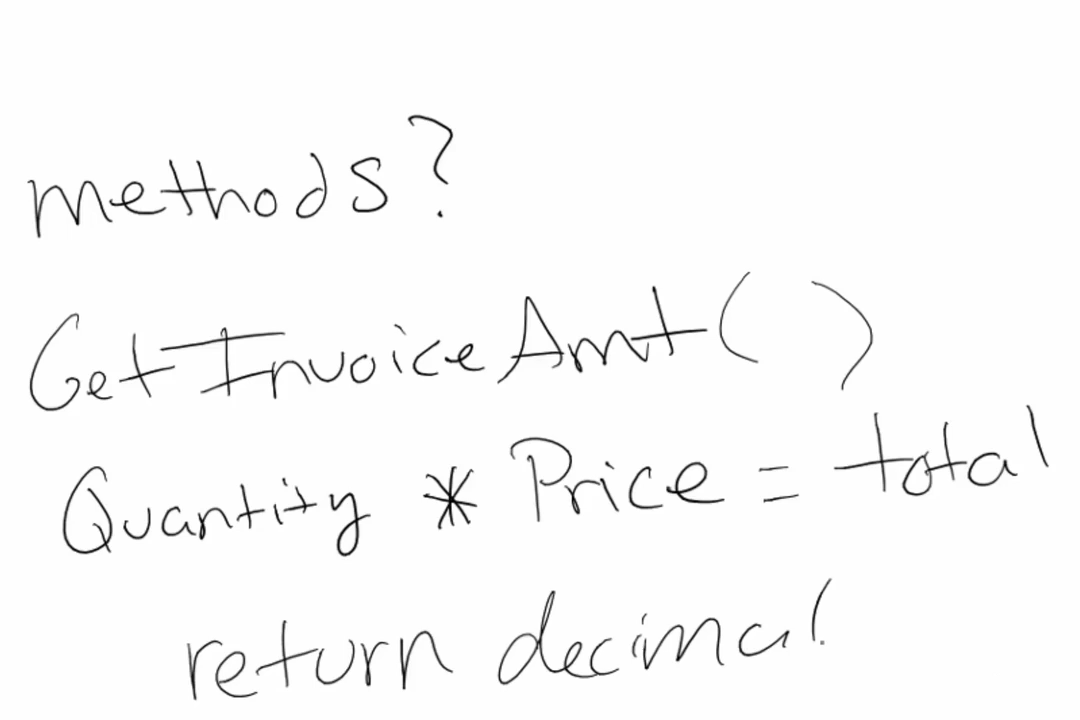 methods?
GetInvoiceAmt( )
Quantity * Price = total
return decimal